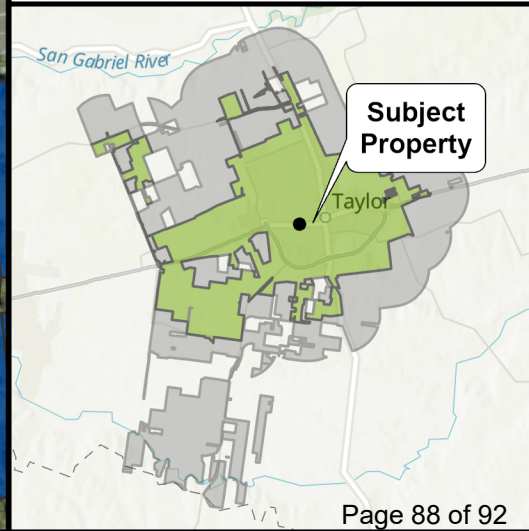 San Gabriel River
Subject
Property
Taylor
Page 88 of 92